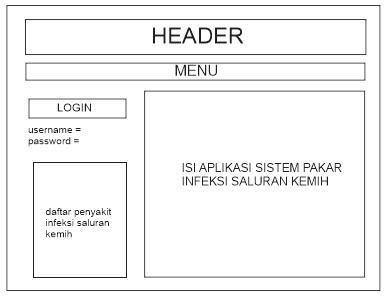 HEADER
MENU
LOGIN
username =
password =
ISI APLIKASI SISTEM PAKAR
INFEKSI SALURAN KEMIH
daftar penyakit
infeksi saluran
kemih